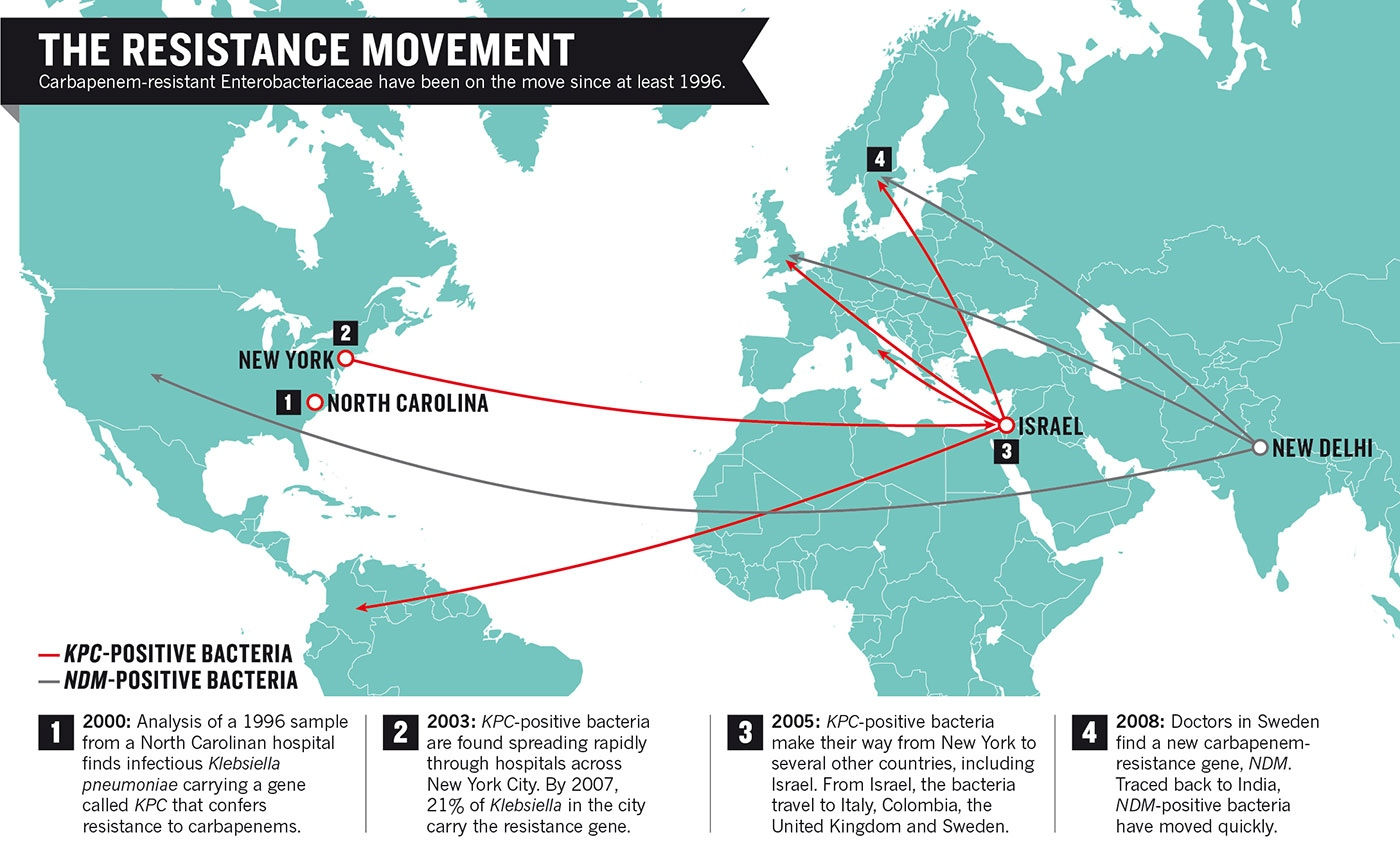 THE RESISTANCE MOVEMENT
Carbapenem-resistant Enterobacteriaceae have been on the move since at least 1996.
4
2
NEW YORK
1
NORTH CAROLINA
ISRAEL
3
NEW DELHI
KPC-POSITIVE BACTERIA
NDM-POSITIVE BACTERIA
1
2000: Analysis of a 1996 sample
from a North Carolinan hospital
finds infectious Klebsiella
pneumoniae carrying a gene
called KPC that confers
resistance to carbapenems.
2
2003: KPC-positive bacteria
are found spreading rapidly
through hospitals across
New York City. By 2007,
21% of Klebsiella in the city
carry the resistance gene.
3
2005: KPC-positive bacteria
make their way from New York to
several other countries, including
Israel. From Israel, the bacteria
travel to Italy, Colombia, the
United Kingdom and Sweden.
4
2008: Doctors in Sweden
find a new carbapenem-
resistance gene, NDM.
Traced back to India,
NDM-positive bacteria
have moved quickly.